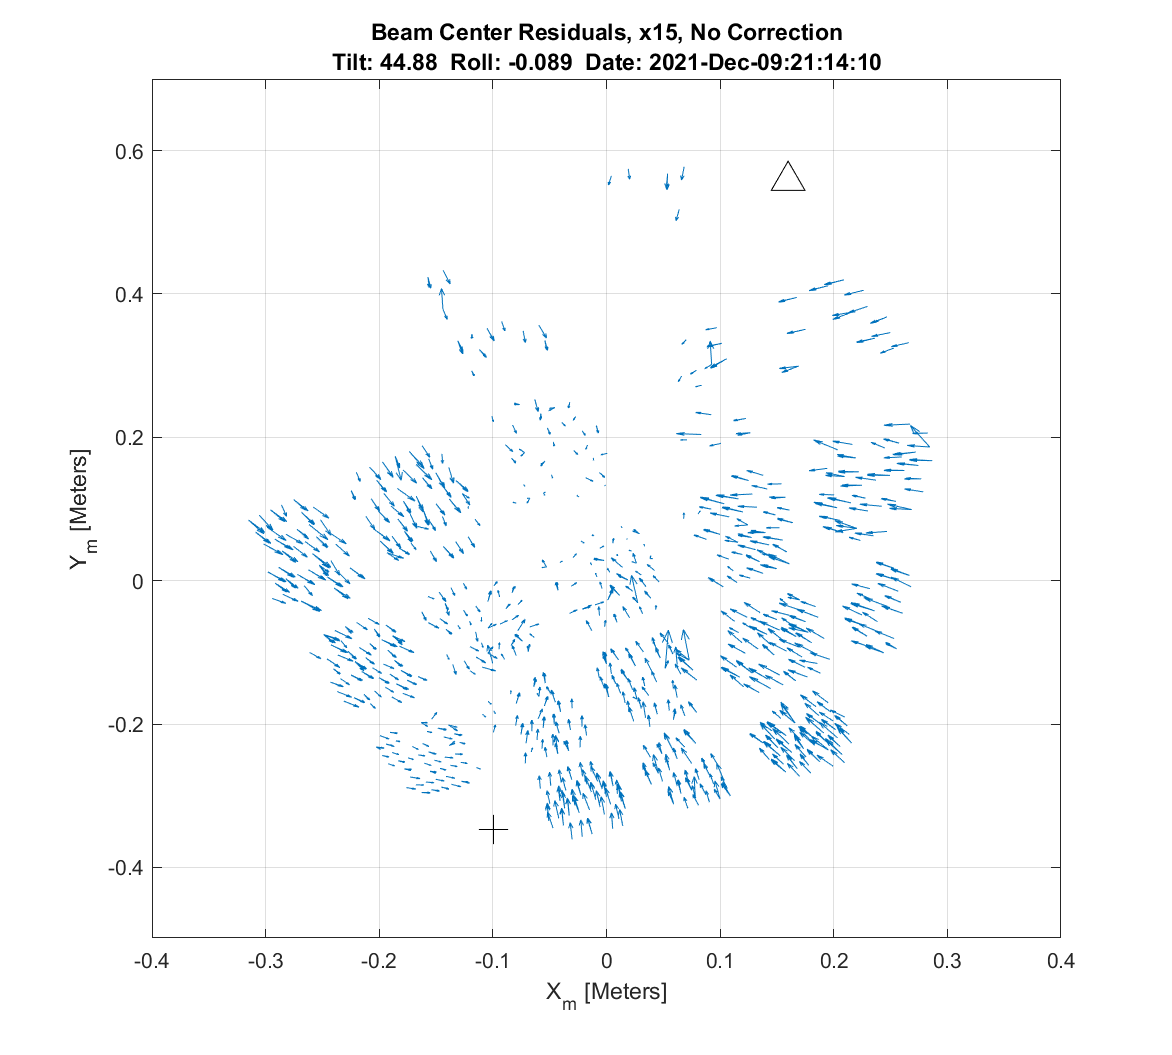 Beam Center Residuals, x15, No Correction
Tilt: 44.88 Roll: -0.089 Date: 2021-Dec-09:21:14:10
0.6
0.4
0.2
0
-0.2
-0.4
Y_m [Meters]
-0.4 -0.3 -0.2 -0.1 0 0.1 0.2 0.3 0.4
X_m [Meters]